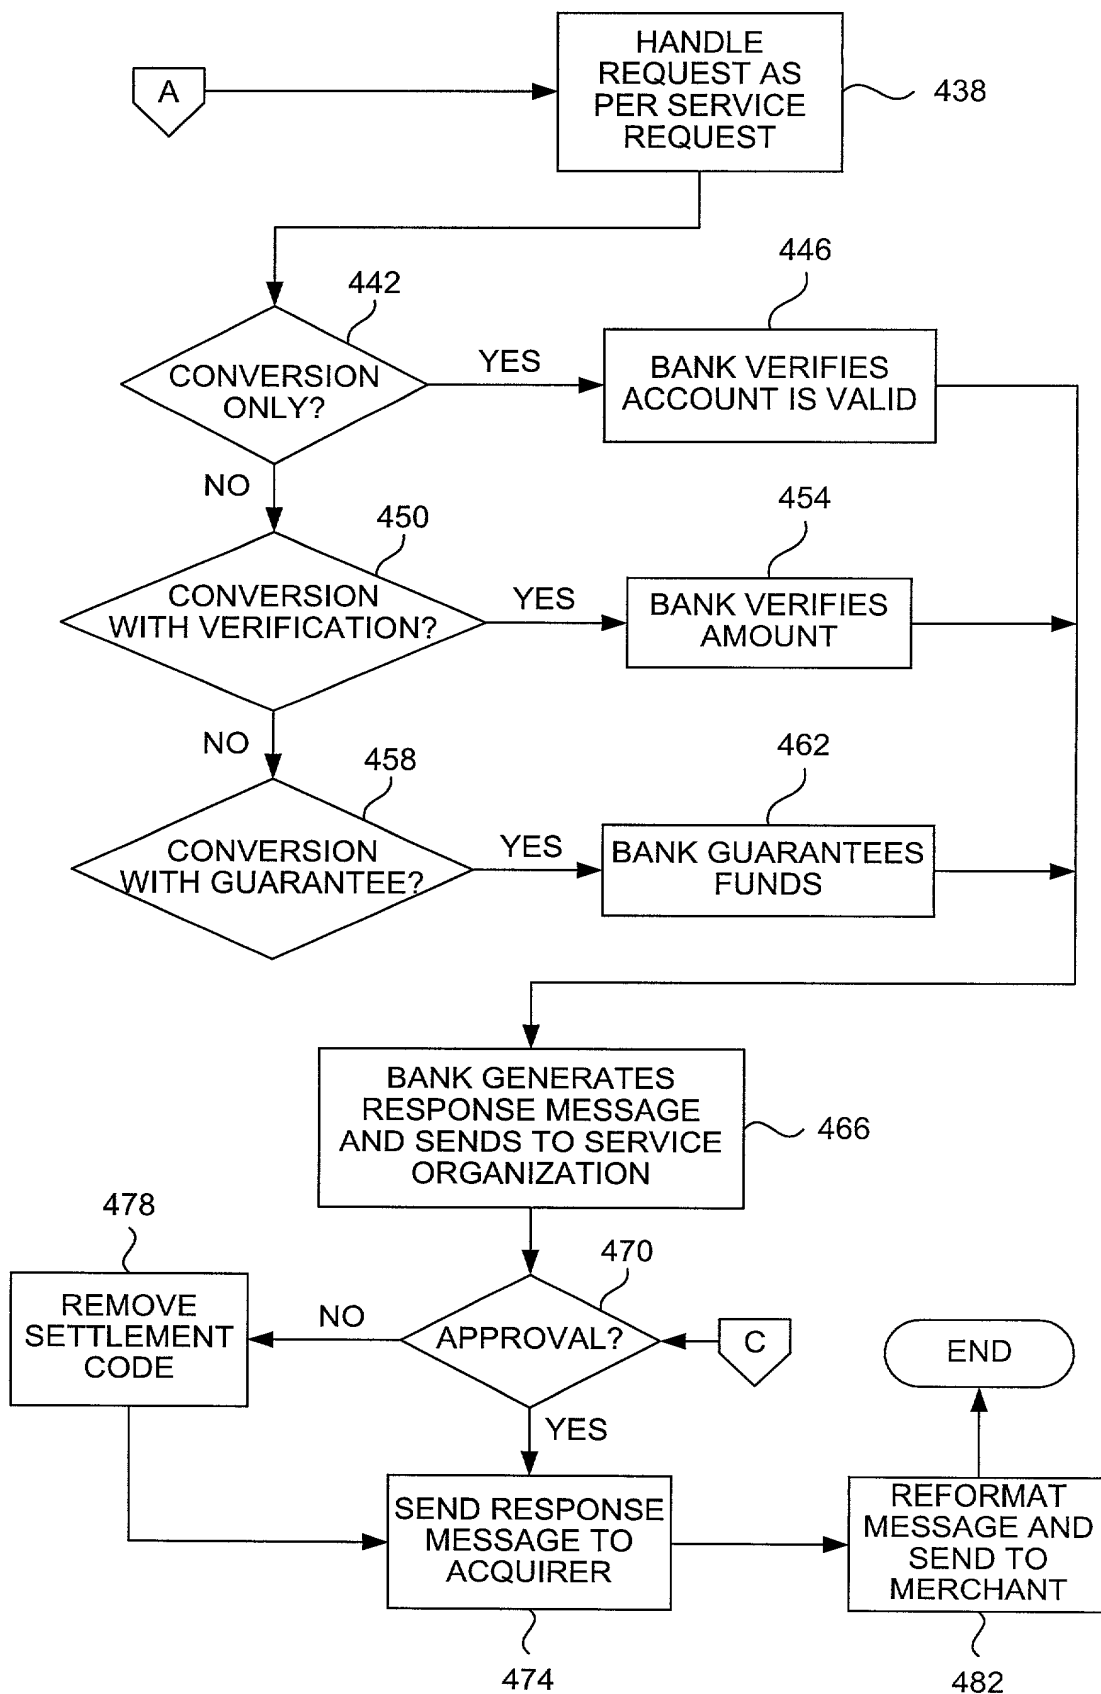 A
HANDLE
REQUEST AS
PER SERVICE
REQUEST
438
442
CONVERSION
ONLY?
YES
446
BANK VERIFIES
ACCOUNT IS VALID
NO
450
CONVERSION
WITH VERIFICATION?
YES
454
BANK VERIFIES
AMOUNT
NO
458
CONVERSION
WITH GUARANTEE?
YES
462
BANK GUARANTEES
FUNDS
BANK GENERATES
RESPONSE MESSAGE
AND SENDS TO SERVICE
ORGANIZATION
466
470
APPROVAL?
C
NO
478
REMOVE
SETTLEMENT
CODE
YES
SEND RESPONSE
MESSAGE TO
ACQUIRER
474
REFORMAT
MESSAGE AND
SEND TO
MERCHANT
482
END